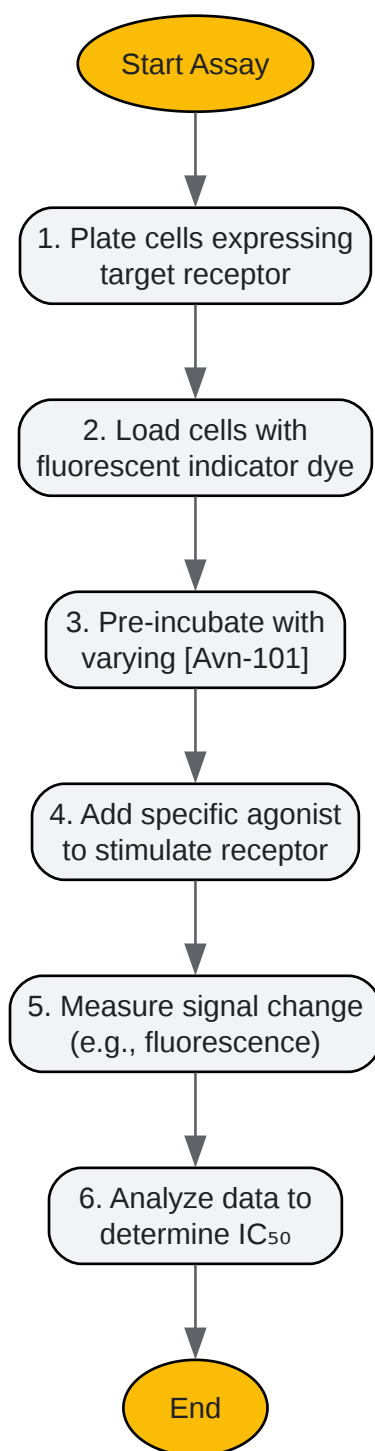 Start Assay
1. Plate cells expressing
target receptor
2. Load cells with
fluorescent indicator dye
3. Pre-incubate with
varying [Avn-101]
4. Add specific agonist
to stimulate receptor
5. Measure signal change
(e.g., fluorescence)
6. Analyze data to
determine IC₅₀
End